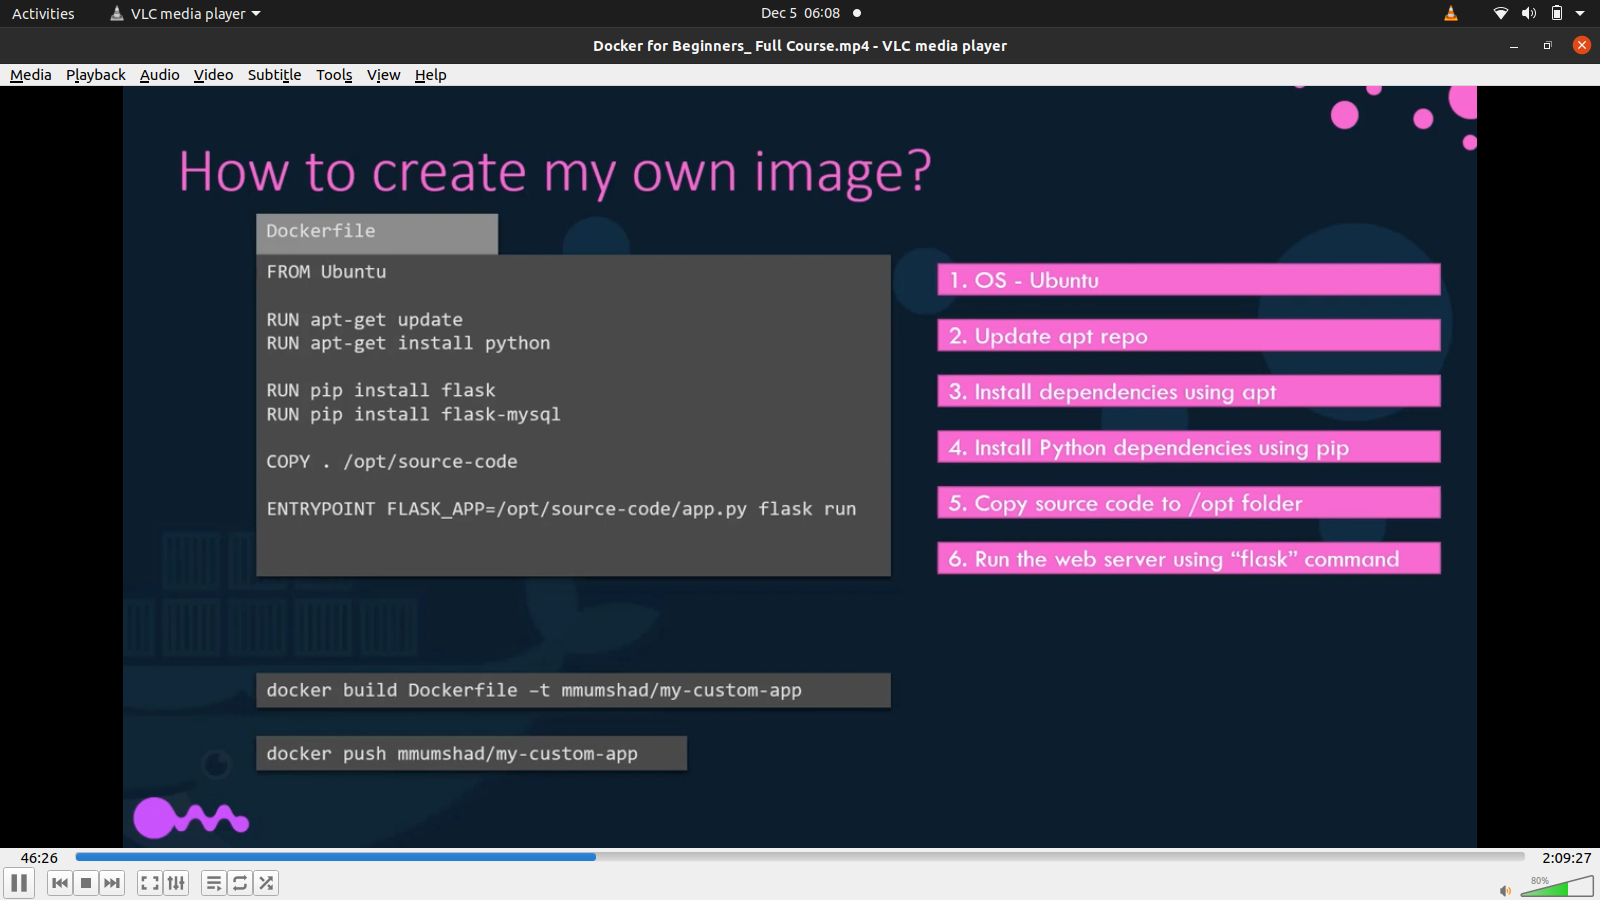 Activities VLC media player Dec 5 06:08
Docker for Beginners_ Full Course.mp4 - VLC media player
Media Playback Audio Video Subtitle Tools View Help
How to create my own image?
Dockerfile
FROM Ubuntu
RUN apt-get update
RUN apt-get install python
RUN pip install flask
RUN pip install flask-mysql
COPY . /opt/source-code
ENTRYPOINT FLASK_APP=/opt/source-code/app.py flask run
1. OS - Ubuntu
2. Update apt repo
3. Install dependencies using apt
4. Install Python dependencies using pip
5. Copy source code to /opt folder
6. Run the web server using “flask” command
docker build Dockerfile –t mmumshad/my-custom-app
docker push mmumshad/my-custom-app
46:26 2:09:27
80%